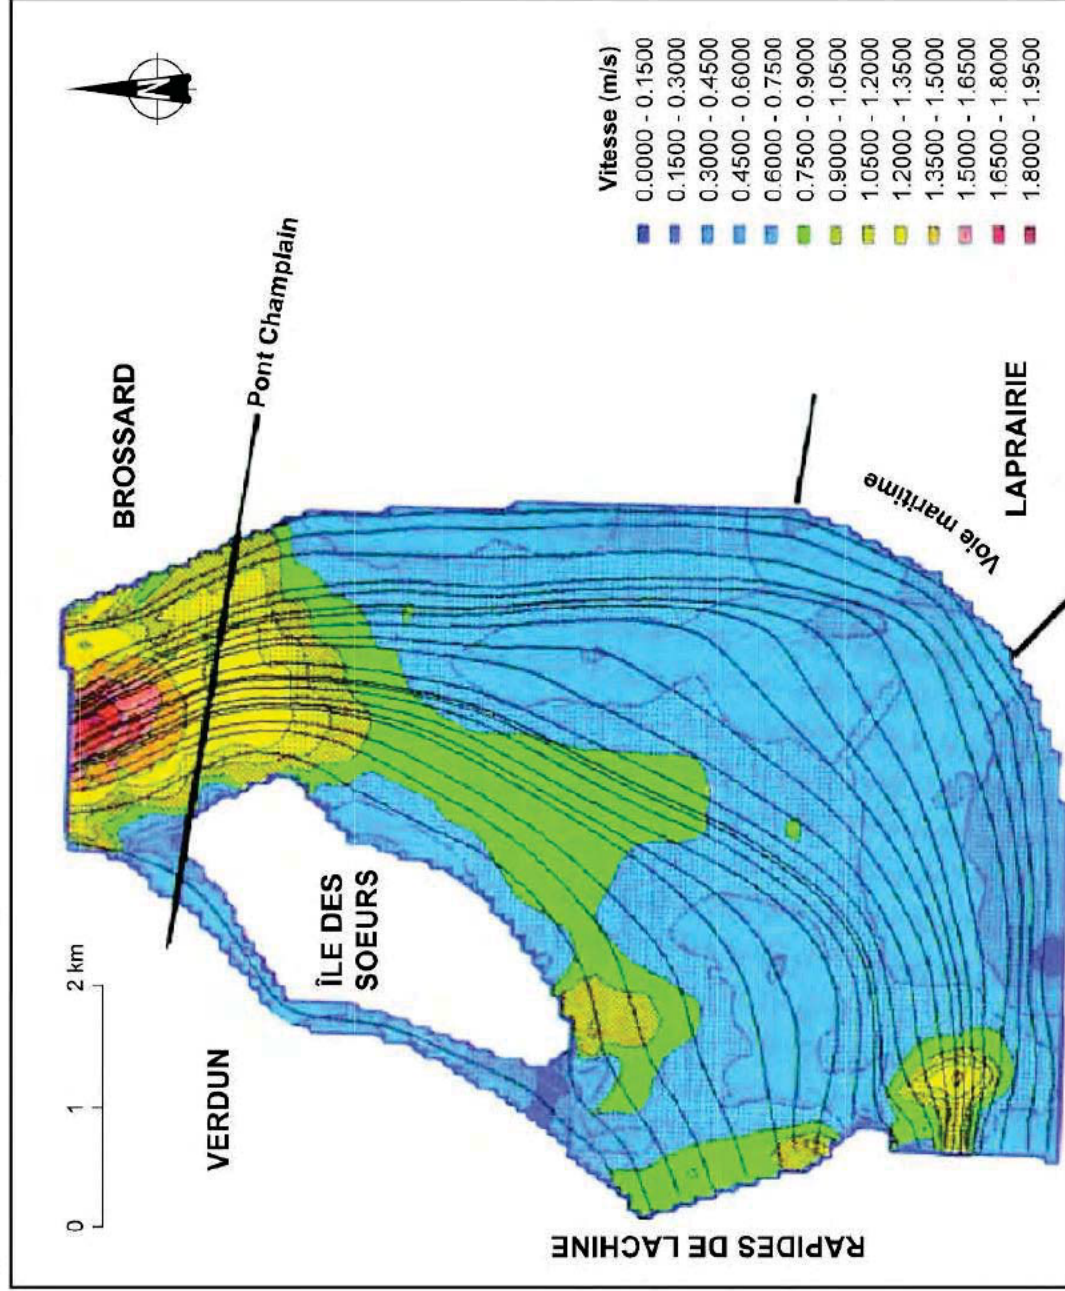 N
BROSSARD
Pont Champlain
0 1 2 km
VERDUN
ÎLE DES
SOEURS
RAPIDES DE LACHINE
Voie maritime
LAPRAIRIE
Vitesse (m/s)
0.0000 - 0.1500
0.1500 - 0.3000
0.3000 - 0.4500
0.4500 - 0.6000
0.6000 - 0.7500
0.7500 - 0.9000
0.9000 - 1.0500
1.0500 - 1.2000
1.2000 - 1.3500
1.3500 - 1.5000
1.5000 - 1.6500
1.6500 - 1.8000
1.8000 - 1.9500